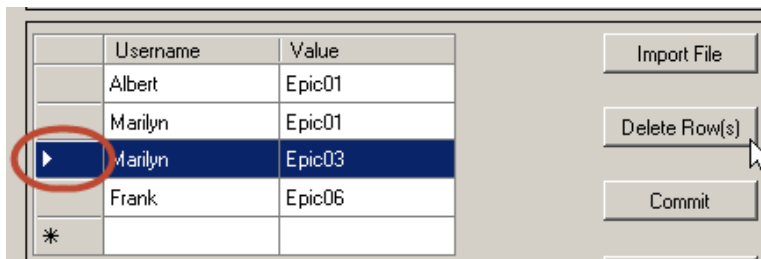 Username Value
Albert Epic01
Marilyn Epic01
Marilyn Epic03
Frank Epic06
*
Import File
Delete Row(s)
Commit